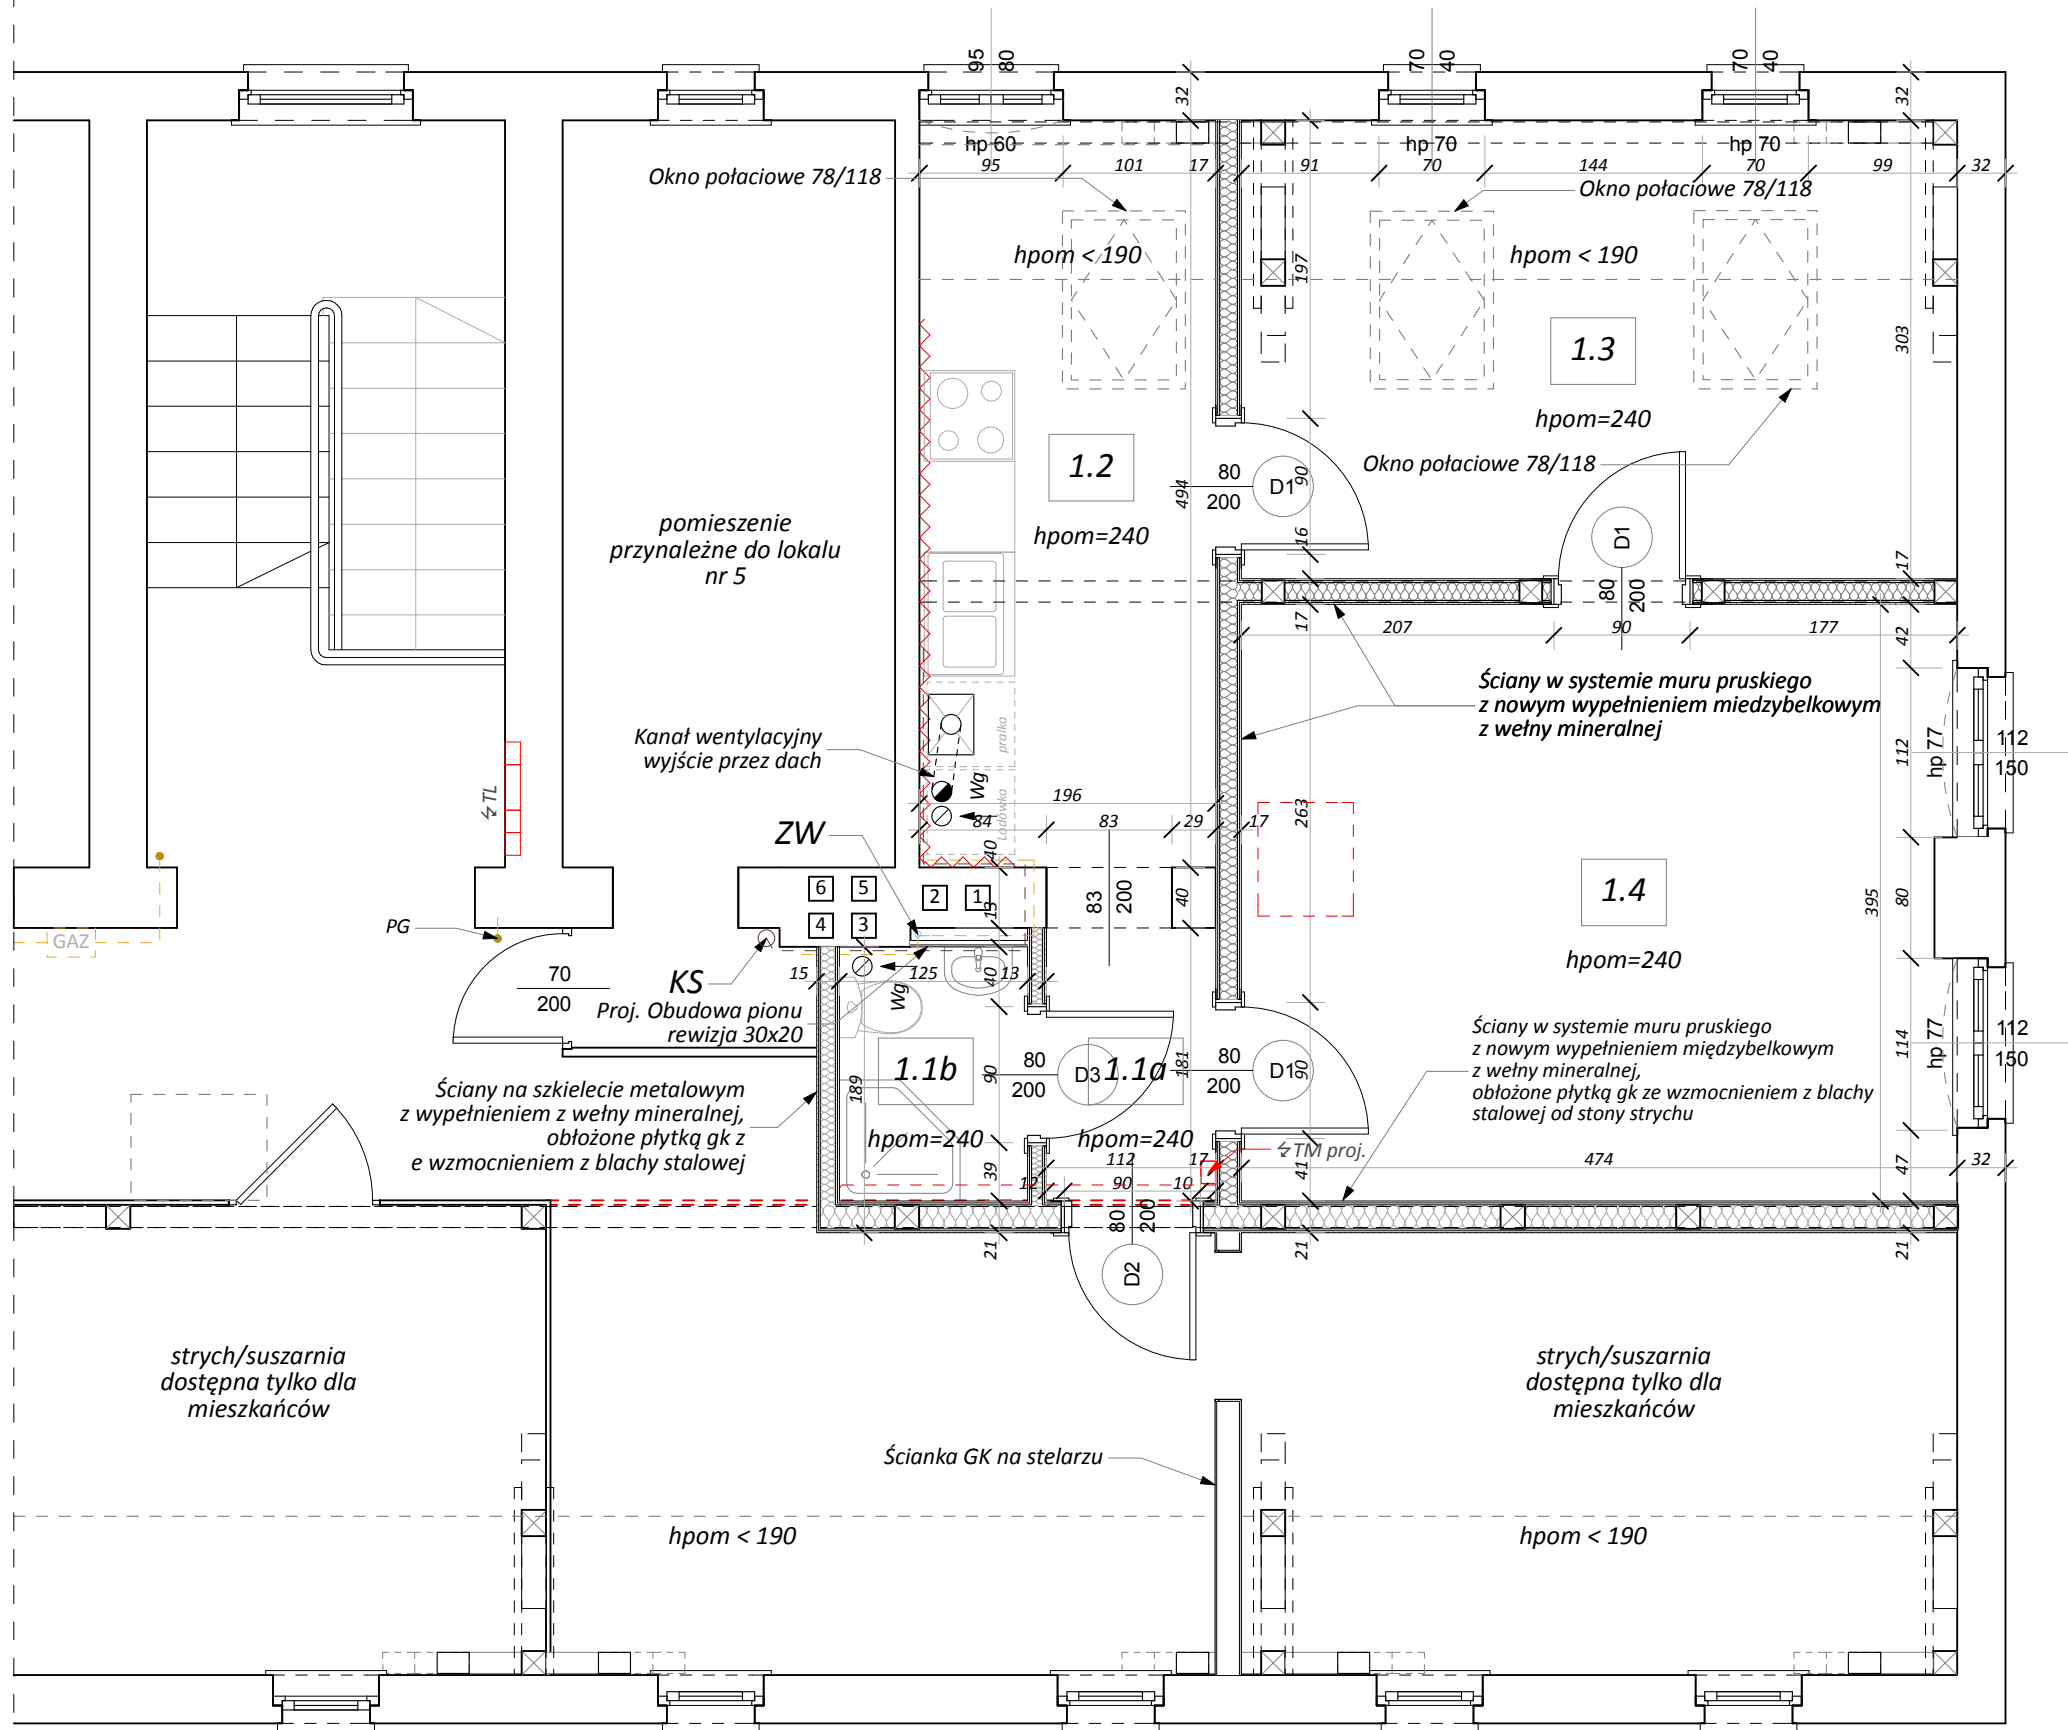 95
80
70
40
70
40
32
32
hp 60
hp 70
hp 70
95
101
17
91
70
144
70
99
32
Okno połaciowe 78/118
Okno połaciowe 78/118
hpom < 190
hpom < 190
197
303
1.3
hpom=240
Okno połaciowe 78/118
1.2
hpom=240
494
80
200
D1
90
16
D1
80
200
17
pomieszenie
przynależne do lokalu
nr 5
17
207
90
177
42
Ściany w systemie muru pruskiego
z nowym wypełnieniem miedzybelkowym
z wełny mineralnej
Kanał wentylacyjny
wyjście przez dach
pralka
Wg
Lodówka
196
84
83
29
17
263
112
hp 77
112
150
TL
ZW
40
6
5
2
1
4
3
13
83
200
40
1.4
395
80
hpom=240
PG
GAZ
KS
15
125
13
40
Wg
70
200
Proj. Obudowa pionu
rewizja 30x20
Ściany w systemie muru pruskiego
z nowym wypełnieniem międzybelkowym
z wełny mineralnej,
obłożone płytką gk ze wzmocnieniem z blachy
stalowej od stony strychu
114
hp 77
112
150
1.1b
189
90
80
200
D3
1.1a
181
80
200
D1
90
Ściany na szkielecie metalowym
z wypełnieniem z wełny mineralnej,
obłożone płytką gk z
e wzmocnieniem z blachy stalowej
hpom=240
hpom=240
TM proj.
39
112
17
41
474
47
32
12
90
10
80
200
21
21
21
D2
strych/suszarnia
dostępna tylko dla
mieszkańców
strych/suszarnia
dostępna tylko dla
mieszkańców
Ścianka GK na stelarzu
hpom < 190
hpom < 190